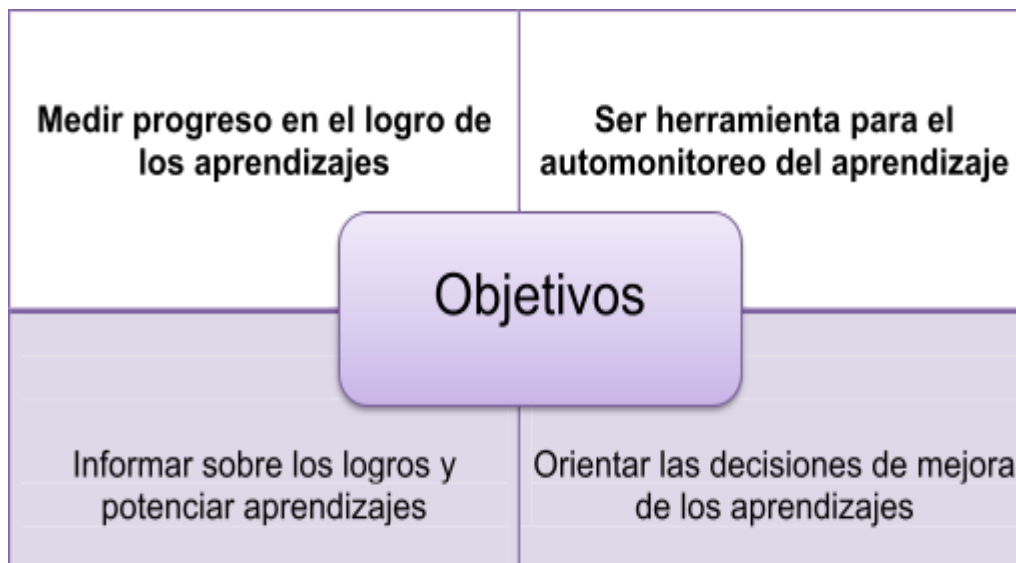 Medir progreso en el logro de
los aprendizajes
Ser herramienta para el
automonitoreo del aprendizaje
Objetivos
Informar sobre los logros y
potenciar aprendizajes
Orientar las decisiones de mejora
de los aprendizajes